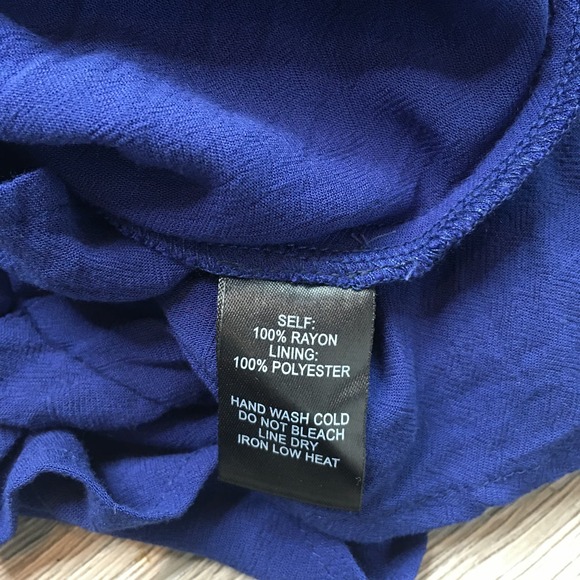 SELF:
100% RAYON
LINING:
100% POLYESTER
HAND WASH COLD
DO NOT BLEACH
LINE DRY
IRON LOW HEAT